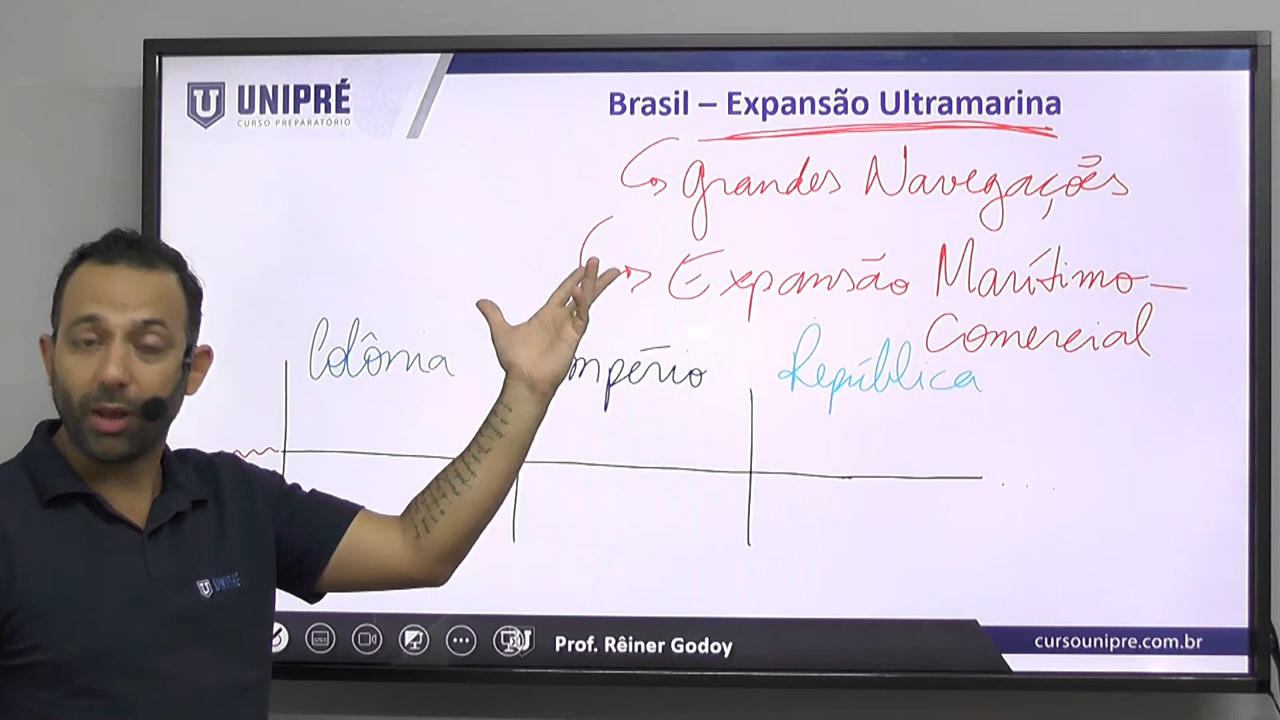 UNIPRÉ
CURSO PREPARATÓRIO
Brasil – Expansão Ultramarina
Grandes Navegações
Expansão Marítimo-
Comercial
Colônia
mpério
República
UNIPRÉ
Prof. Rêiner Godoy
cursounipre.com.br